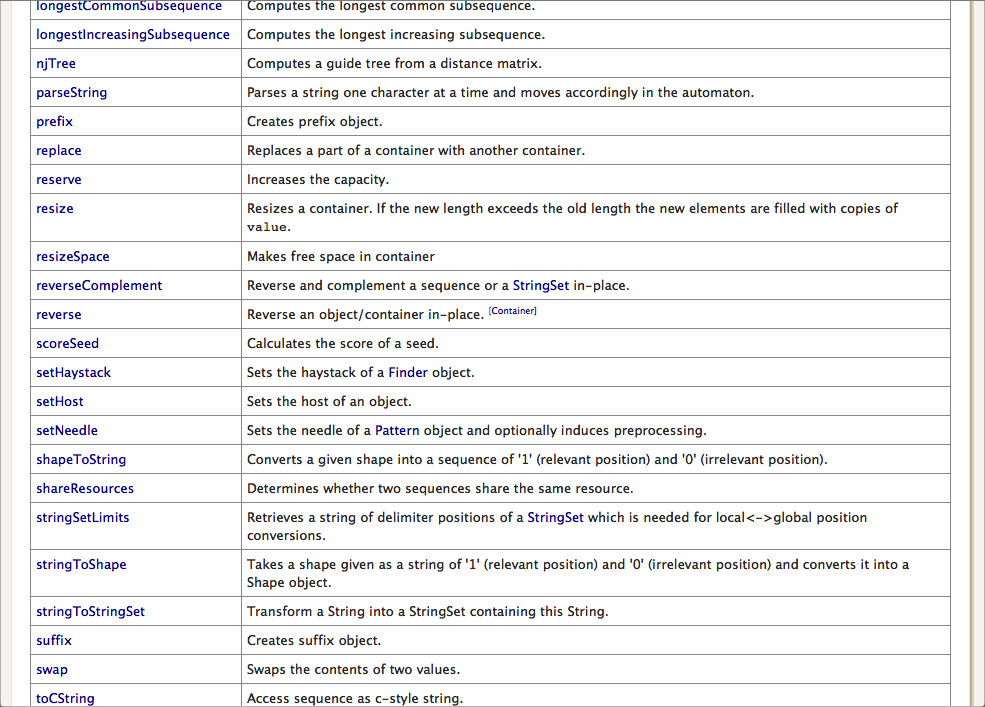 longestCommonSubsequence Computes the longest common subsequence.
longestIncreasingSubsequence Computes the longest increasing subsequence.
njTree Computes a guide tree from a distance matrix.
parseString Parses a string one character at a time and moves accordingly in the automaton.
prefix Creates prefix object.
replace Replaces a part of a container with another container.
reserve Increases the capacity.
resize Resizes a container. If the new length exceeds the old length the new elements are filled with copies of
value.
resizeSpace Makes free space in container
reverseComplement Reverse and complement a sequence or a StringSet in-place.
reverse Reverse an object/container in-place. [Container]
scoreSeed Calculates the score of a seed.
setHaystack Sets the haystack of a Finder object.
setHost Sets the host of an object.
setNeedle Sets the needle of a Pattern object and optionally induces preprocessing.
shapeToString Converts a given shape into a sequence of '1' (relevant position) and '0' (irrelevant position).
shareResources Determines whether two sequences share the same resource.
stringSetLimits Retrieves a string of delimiter positions of a StringSet which is needed for local<->global position
conversions.
stringToShape Takes a shape given as a string of '1' (relevant position) and '0' (irrelevant position) and converts it into a
Shape object.
stringToStringSet Transform a String into a StringSet containing this String.
suffix Creates suffix object.
swap Swaps the contents of two values.
toCString Access sequence as c-style string.